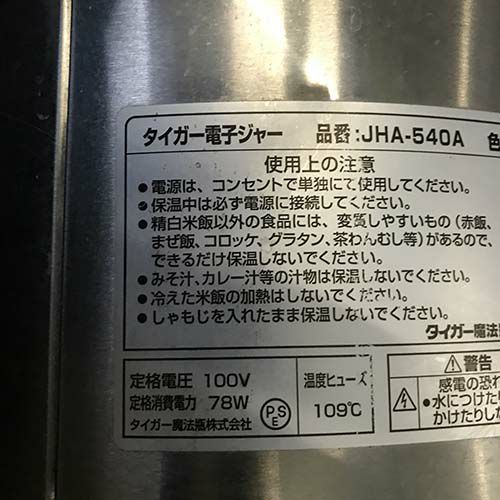 タイガー電子ジャー 品番:JHA-540A 色
使用上の注意
●電源は、コンセントで単独にて使用してください。
●保温中は必ず電源に接続してください。
●精白米飯以外の食品には、変質しやすいもの(赤飯、
まぜ飯、コロッケ、グラタン、茶わんむし等)があるので、
できるだけ保温しないでください。
●みそ汁、カレー汁等の汁物は保温しないでください。
●冷えた米飯の加熱はしないでください。
●しゃもじを入れたまま保温しないでください。
タイガー魔法瓶
定格電圧 100V
定格消費電力 78W
タイガー魔法瓶株式会社
PSE
温度ヒューズ
109℃
⚠警告
感電の恐れ
●水につけたり
かけたりし